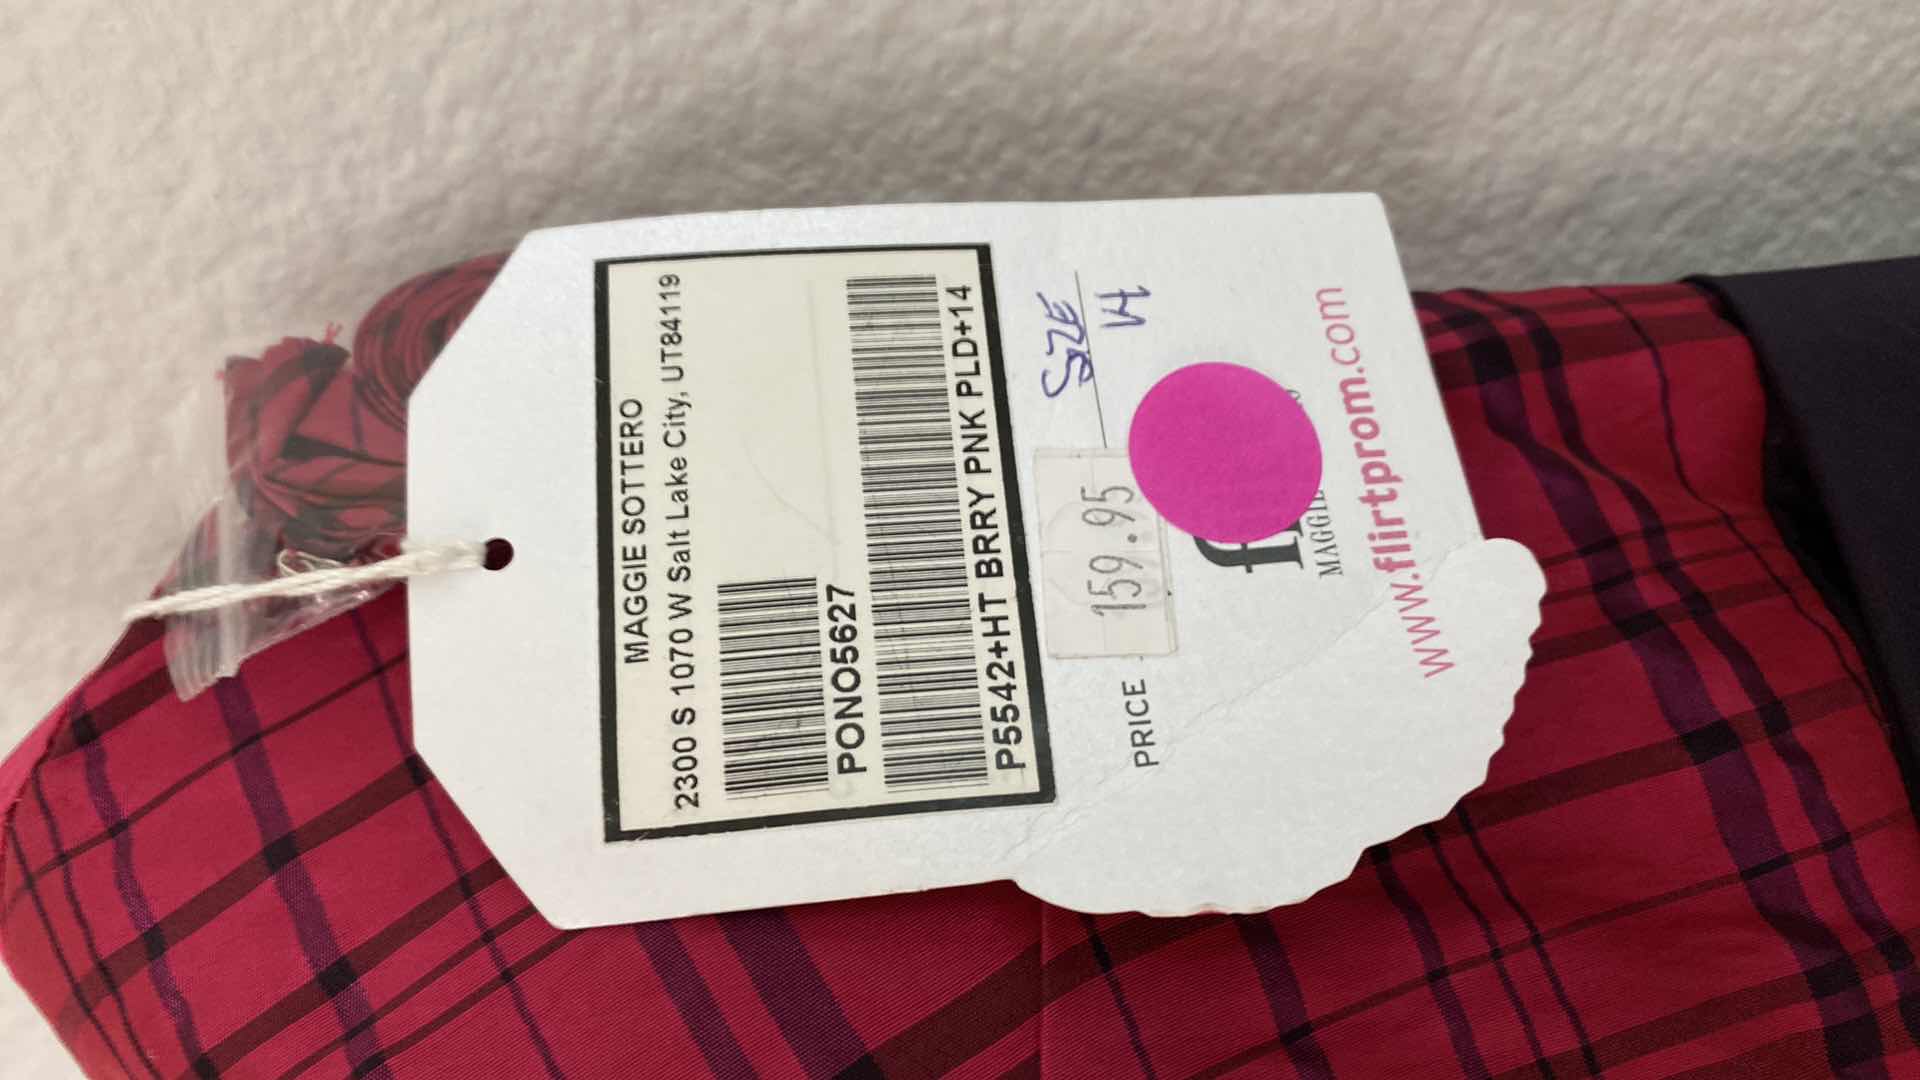 MAGGIE SOTTERO
2300 S 1070 W Salt Lake City, UT84119
PONO5627
P5542+HT BRRY PNK PLD+14
SIZE
14
PRICE 159.95
MAGGIE
www.flirtprom.com